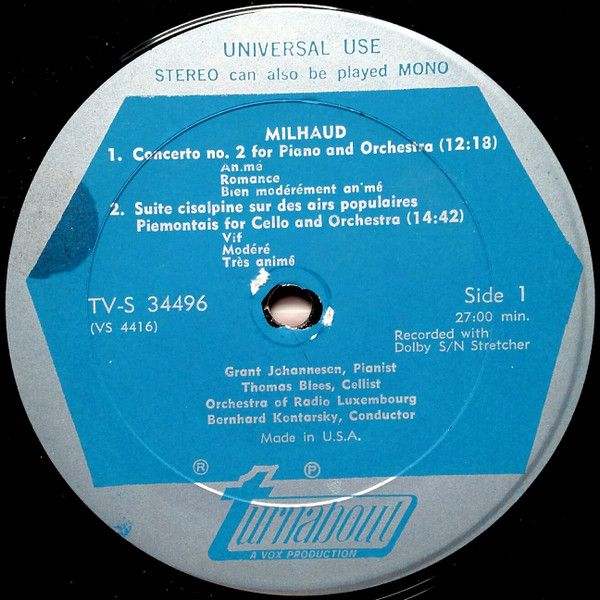 UNIVERSAL USE
STEREO can also be played MONO
MILHAUD
1. Concerto no. 2 for Piano and Orchestra (12:18)
An.mé
Romance
Bien modérément an'mé
2. Suite cisalpine sur des airs populaires
Piemontais for Cello and Orchestra (14:42)
Vif
Modéré
Très animé
TV-S 34496
(VS 4416)
Side 1
27:00 min.
Recorded with
Dolby S/N Stretcher
Grant Johannesen, Pianist
Thomas Blees, Cellist
Orchestra of Radio Luxembourg
Bernhard Kontarsky, Conductor
Made in U.S.A.
® ℗
turnabout
A VOX PRODUCTION